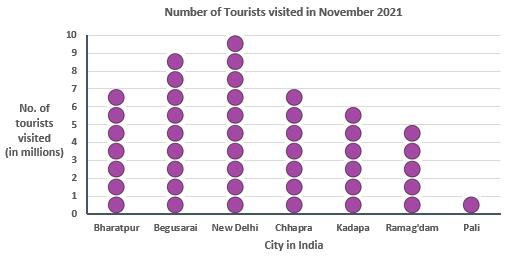 Number of Tourists visited in November 2021
10
9
8
7
6
5
4
3
2
1
0
No. of
tourists
visited
(in millions)
Bharatpur Begusarai New Delhi Chhapra Kadapa Ramag'dam Pali
City in India